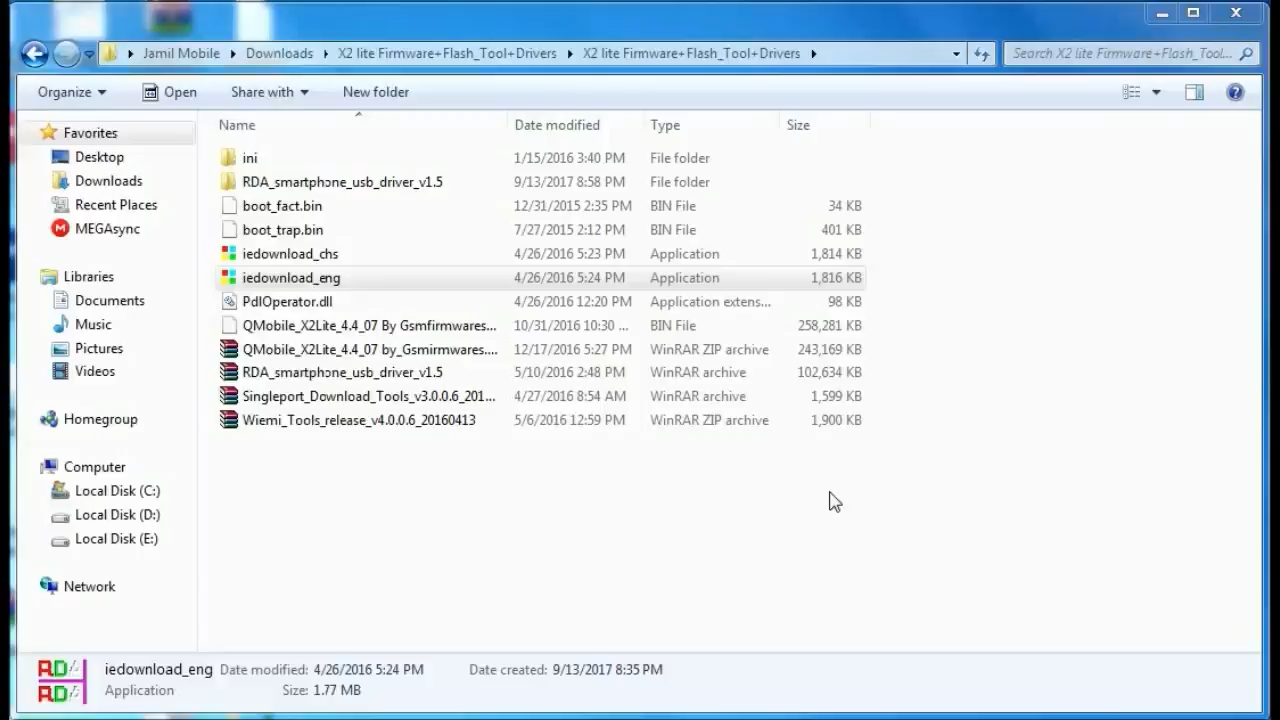 Jamil Mobile Downloads X2 lite Firmware+Flash_Tool+Drivers X2 lite Firmware+Flash_Tool+Drivers Search X2 lite Firmware+Flash_Tool...
Organize Open Share with New folder
Name Date modified Type Size
Favorites
Desktop
Downloads
Recent Places
MEGAsync
Libraries
Documents
Music
Pictures
Videos
Homegroup
Computer
Local Disk (C:)
Local Disk (D:)
Local Disk (E:)
Network
ini 1/15/2016 3:40 PM File folder
RDA_smartphone_usb_driver_v1.5 9/13/2017 8:58 PM File folder
boot_fact.bin 12/31/2015 2:35 PM BIN File 34 KB
boot_trap.bin 7/27/2015 2:12 PM BIN File 401 KB
iedownload_chs 4/26/2016 5:23 PM Application 1,814 KB
iedownload_eng 4/26/2016 5:24 PM Application 1,816 KB
PdlOperator.dll 4/26/2016 12:20 PM Application extens... 98 KB
QMobile_X2Lite_4.4_07 By Gsmfirmwares... 10/31/2016 10:30 ... BIN File 258,281 KB
QMobile_X2Lite_4.4_07 by_Gsmirmwares.... 12/17/2016 5:27 PM WinRAR ZIP archive 243,169 KB
RDA_smartphone_usb_driver_v1.5 5/10/2016 2:48 PM WinRAR archive 102,634 KB
Singleport_Download_Tools_v3.0.0.6_201... 4/27/2016 8:54 AM WinRAR archive 1,599 KB
Wiemi_Tools_release_v4.0.0.6_20160413 5/6/2016 12:59 PM WinRAR ZIP archive 1,900 KB
RDA
RDA
iedownload_eng Date modified: 4/26/2016 5:24 PM Date created: 9/13/2017 8:35 PM
Application Size: 1.77 MB